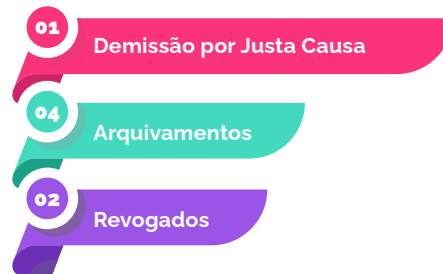 01
Demissão por Justa Causa
04
Arquivamentos
02
Revogados